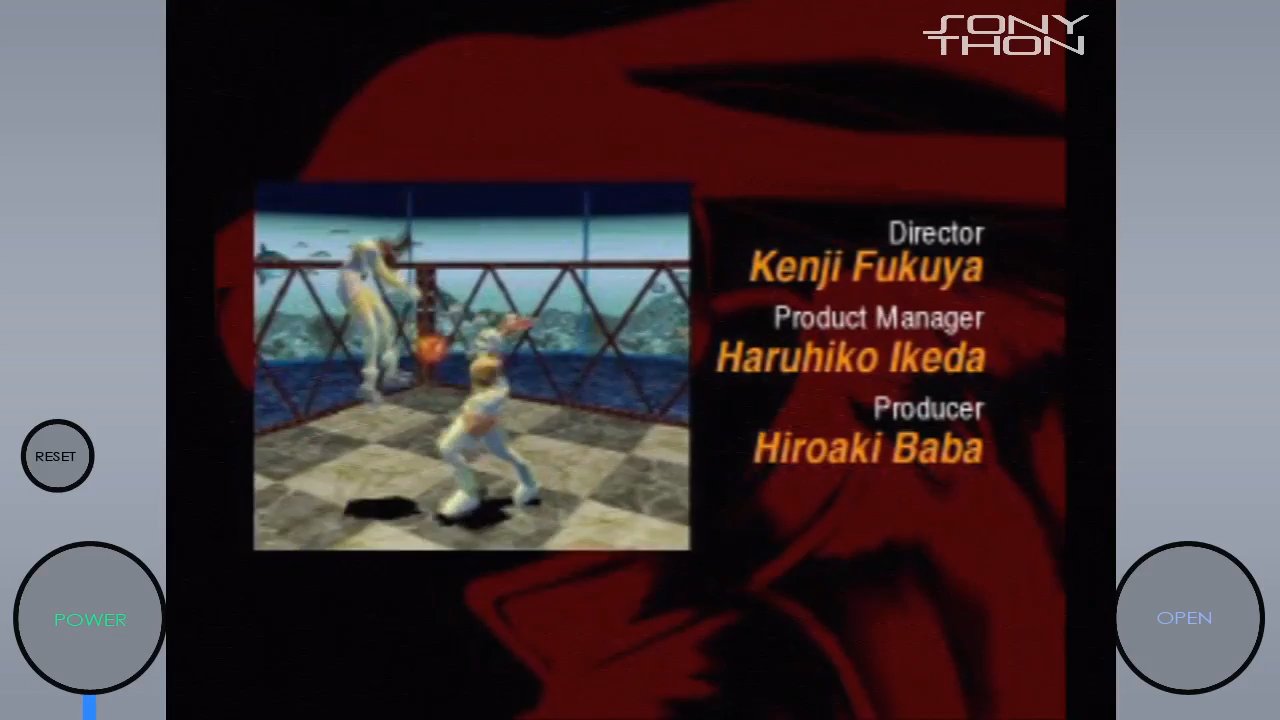 SONY
THON
Director
Kenji Fukuya
Product Manager
Haruhiko Ikeda
Producer
Hiroaki Baba
RESET
POWER
OPEN